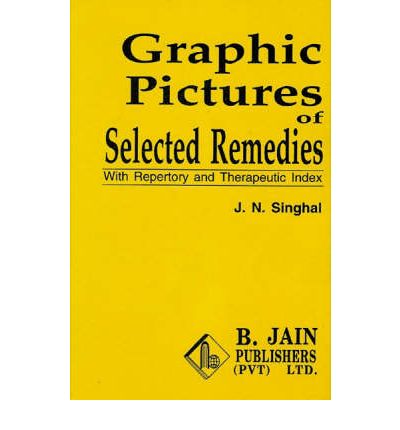 Graphic
Pictures
of
Selected Remedies
With Repertory and Therapeutic Index
J. N. Singhal
B. JAIN
PUBLISHERS
(PVT) LTD.